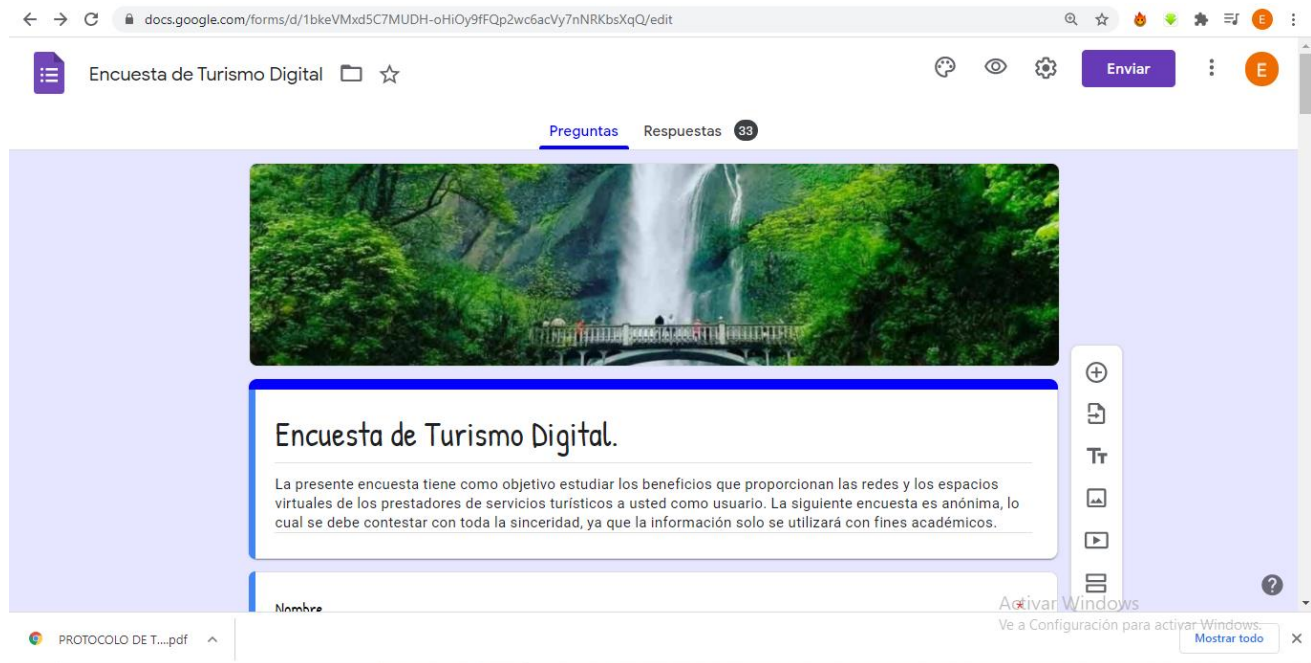 docs.google.com/forms/d/1bkeVMxd5C7MUDH-oHiOy9fFQp2wc6acVy7nNRKbsXqQ/edit
E
Encuesta de Turismo Digital
Enviar
E
Preguntas Respuestas 33
Encuesta de Turismo Digital.
La presente encuesta tiene como objetivo estudiar los beneficios que proporcionan las redes y los espacios
virtuales de los prestadores de servicios turísticos a usted como usuario. La siguiente encuesta es anónima, lo
cual se debe contestar con toda la sinceridad, ya que la información solo se utilizará con fines académicos.
Tт
Nombre
*
Activar Windows
Ve a Configuración para activar Windows.
PROTOCOLO DE T....pdf
Mostrar todo